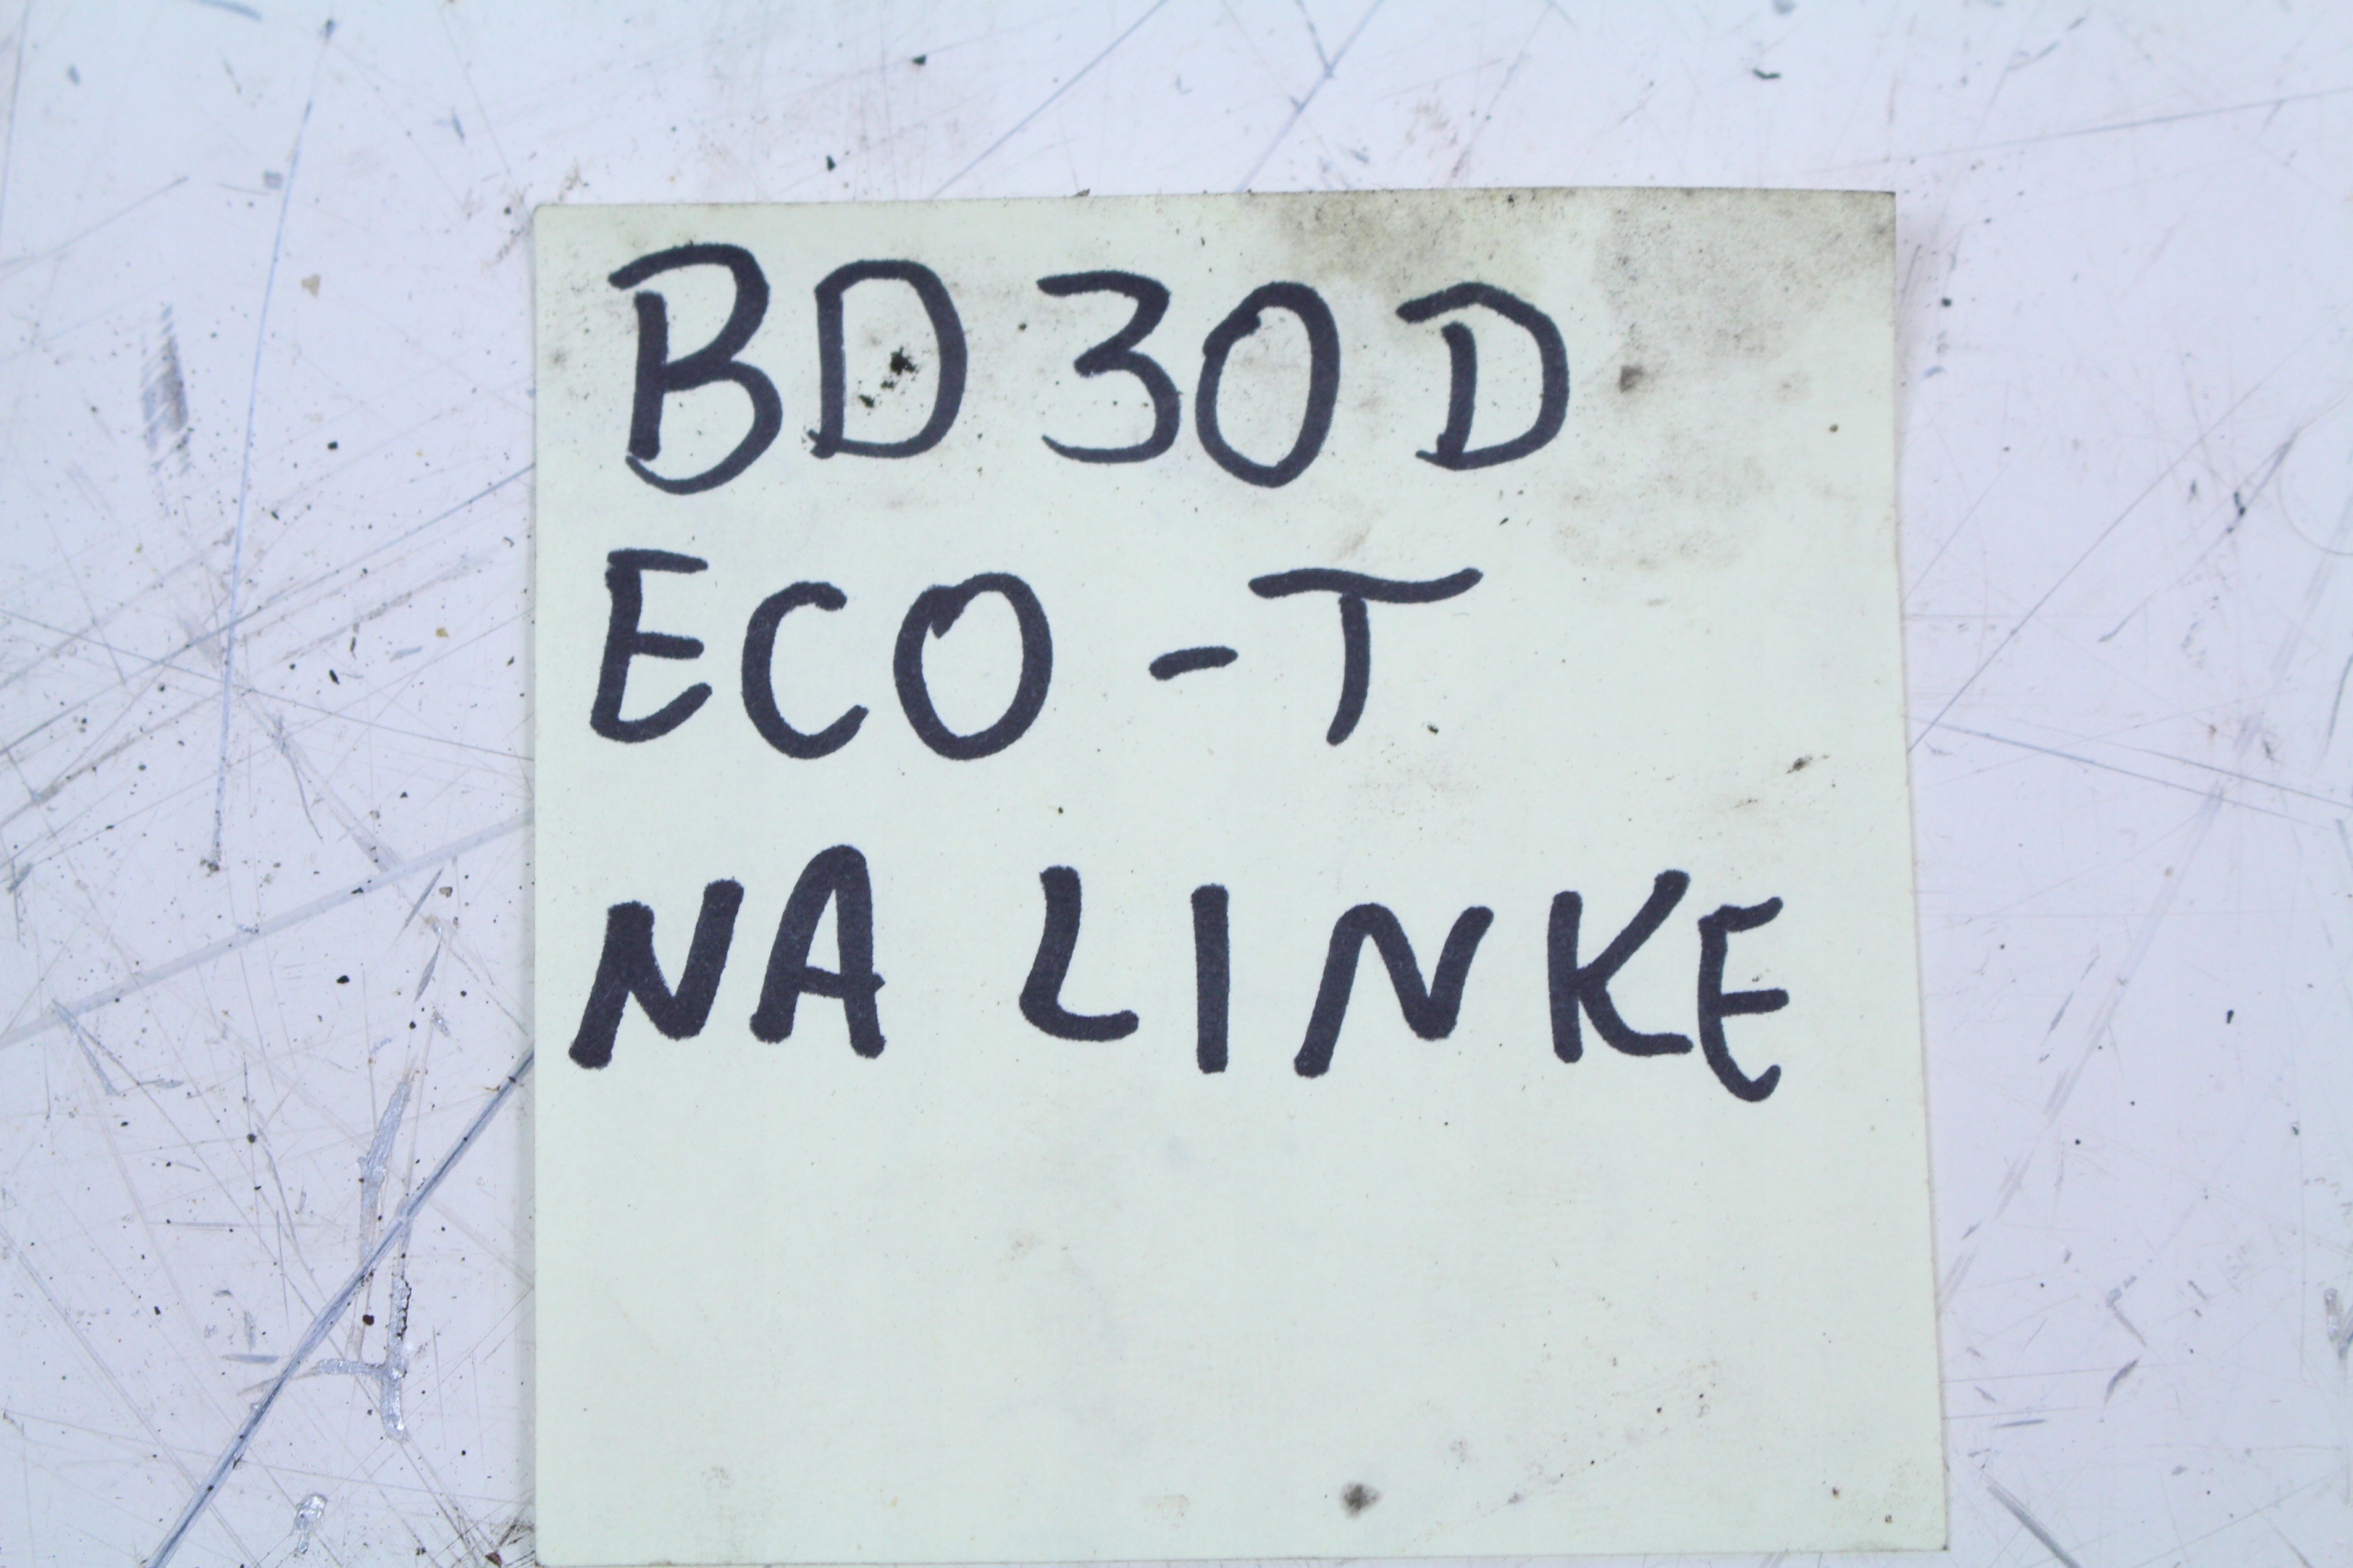 BD30D
ECO-T
NA LINKE